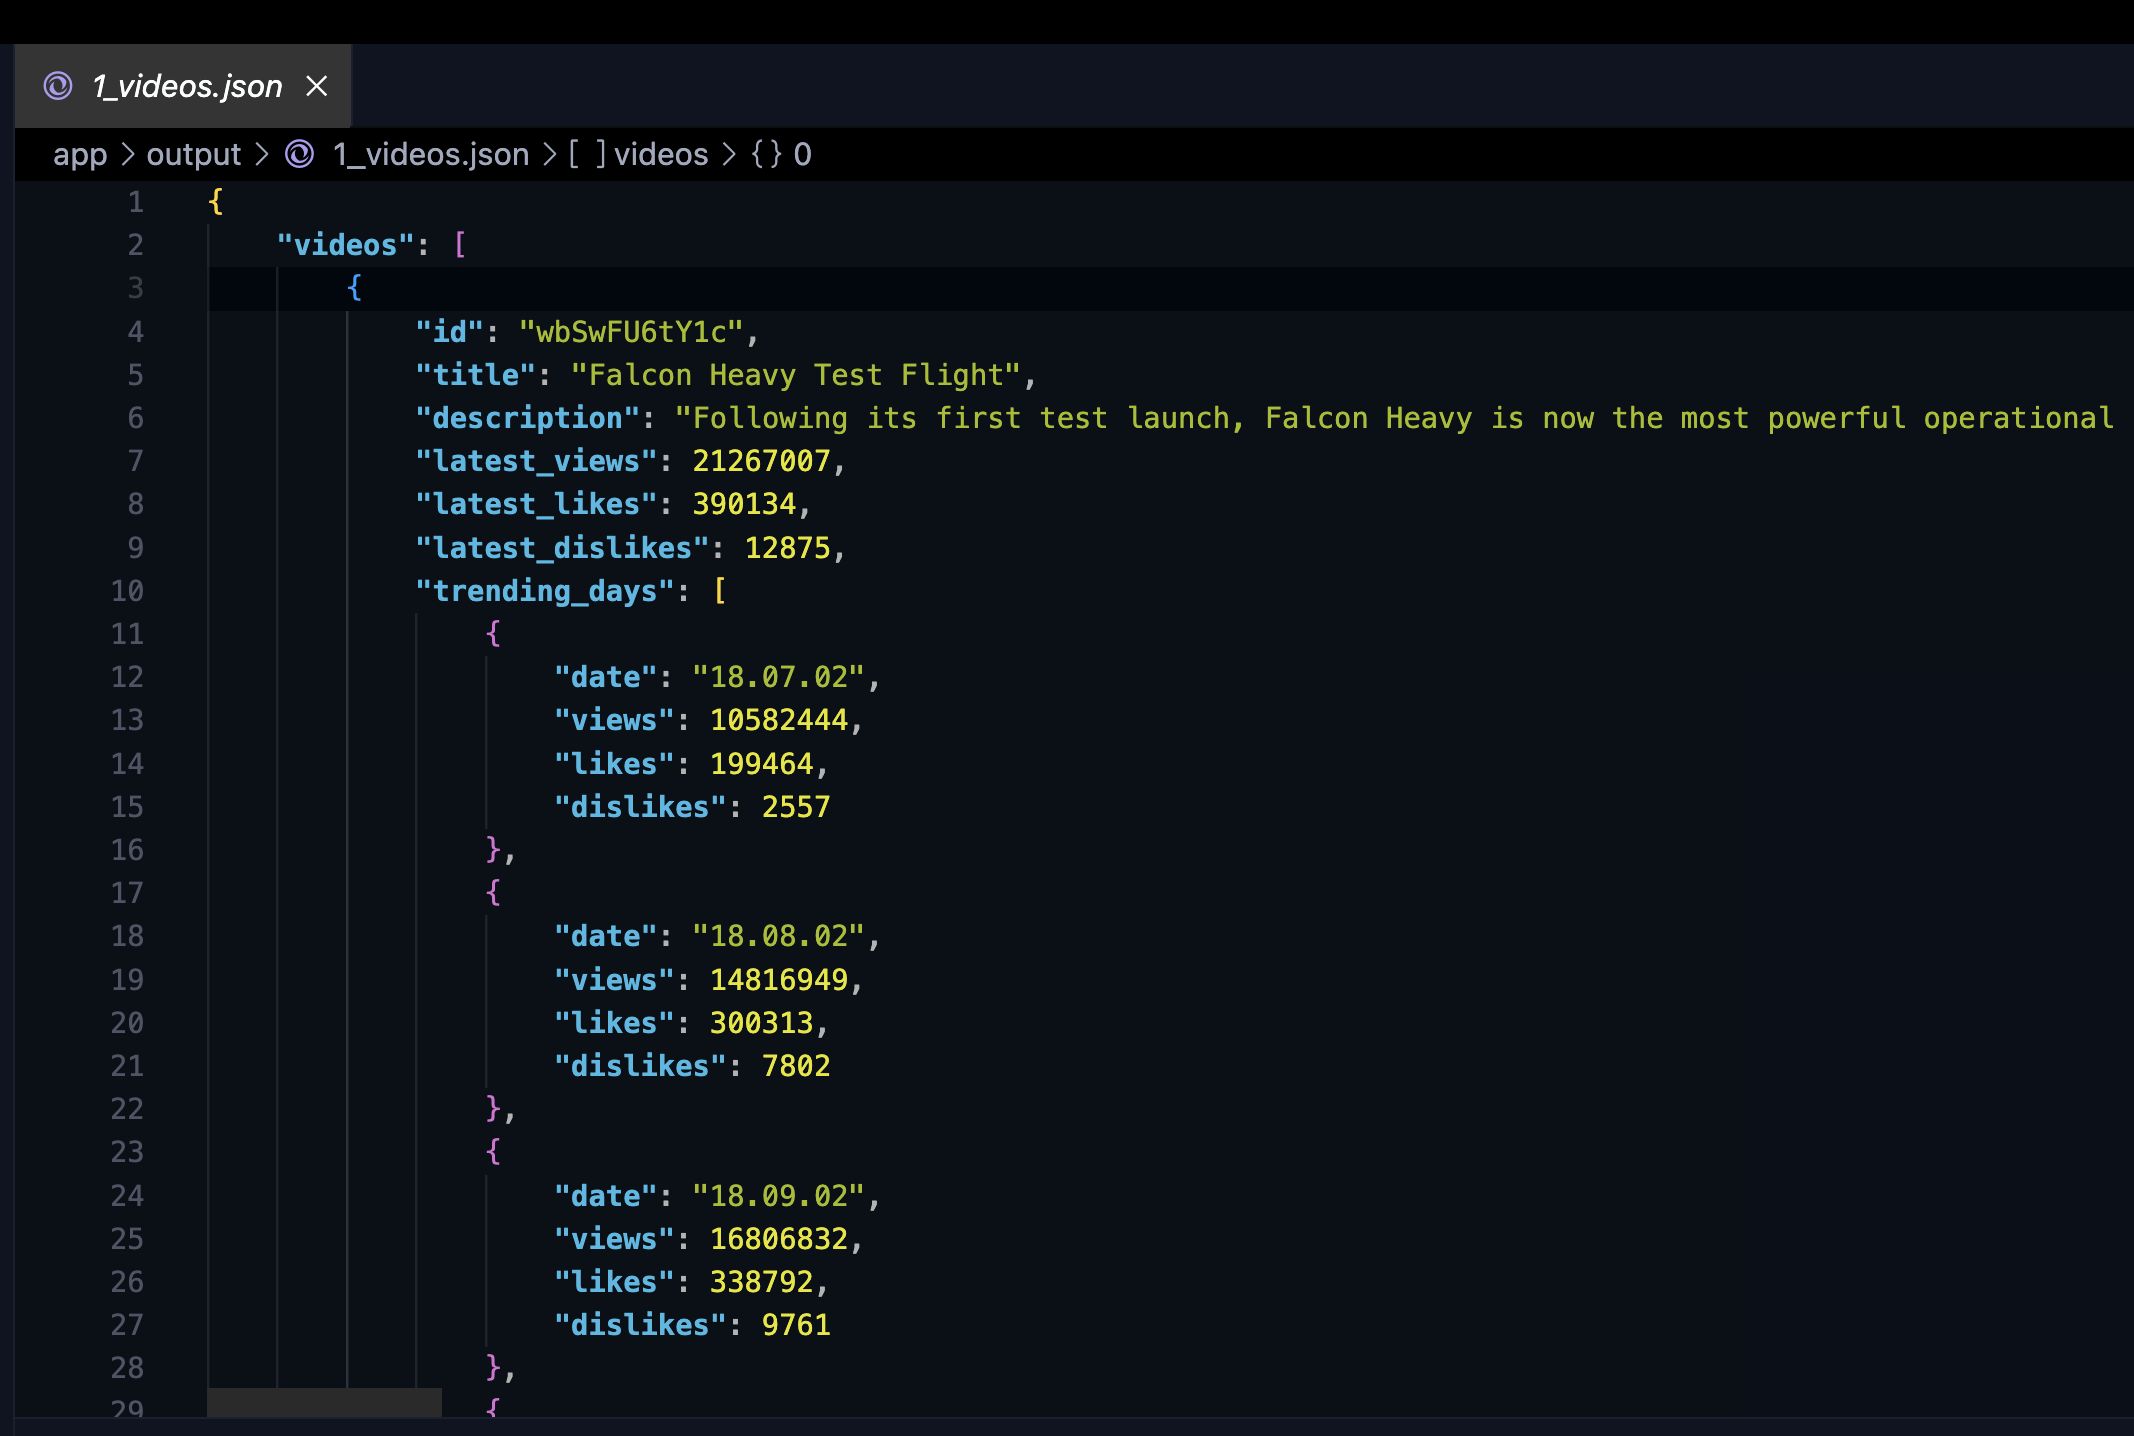 1_videos.json
app > output > 1_videos.json > [ ] videos > {} 0
1 {
2 "videos": [
3 {
4 "id": "wbSwFU6tY1c",
5 "title": "Falcon Heavy Test Flight",
6 "description": "Following its first test launch, Falcon Heavy is now the most powerful operational
7 "latest_views": 21267007,
8 "latest_likes": 390134,
9 "latest_dislikes": 12875,
10 "trending_days": [
11 {
12 "date": "18.07.02",
13 "views": 10582444,
14 "likes": 199464,
15 "dislikes": 2557
16 },
17 {
18 "date": "18.08.02",
19 "views": 14816949,
20 "likes": 300313,
21 "dislikes": 7802
22 },
23 {
24 "date": "18.09.02",
25 "views": 16806832,
26 "likes": 338792,
27 "dislikes": 9761
28 },
29 {